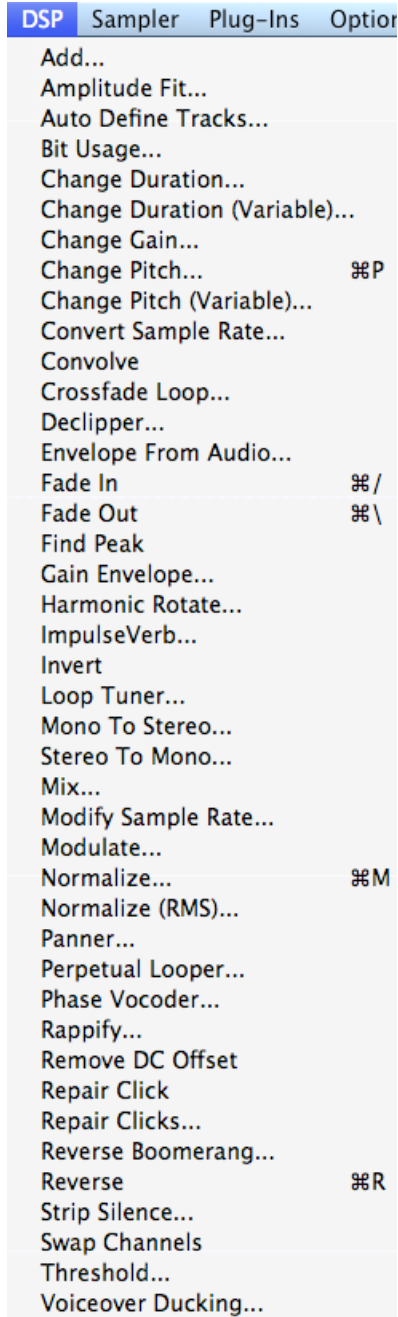 DSP Sampler Plug-Ins Option
Add...
Amplitude Fit...
Auto Define Tracks...
Bit Usage...
Change Duration...
Change Duration (Variable)...
Change Gain...
Change Pitch... ⌘P
Change Pitch (Variable)...
Convert Sample Rate...
Convolve
Crossfade Loop...
Declipper...
Envelope From Audio...
Fade In ⌘/
Fade Out ⌘\
Find Peak
Gain Envelope...
Harmonic Rotate...
ImpulseVerb...
Invert
Loop Tuner...
Mono To Stereo...
Stereo To Mono...
Mix...
Modify Sample Rate...
Modulate...
Normalize... ⌘M
Normalize (RMS)...
Panner...
Perpetual Looper...
Phase Vocoder...
Rappify...
Remove DC Offset
Repair Click
Repair Clicks...
Reverse Boomerang...
Reverse ⌘R
Strip Silence...
Swap Channels
Threshold...
Voiceover Ducking...